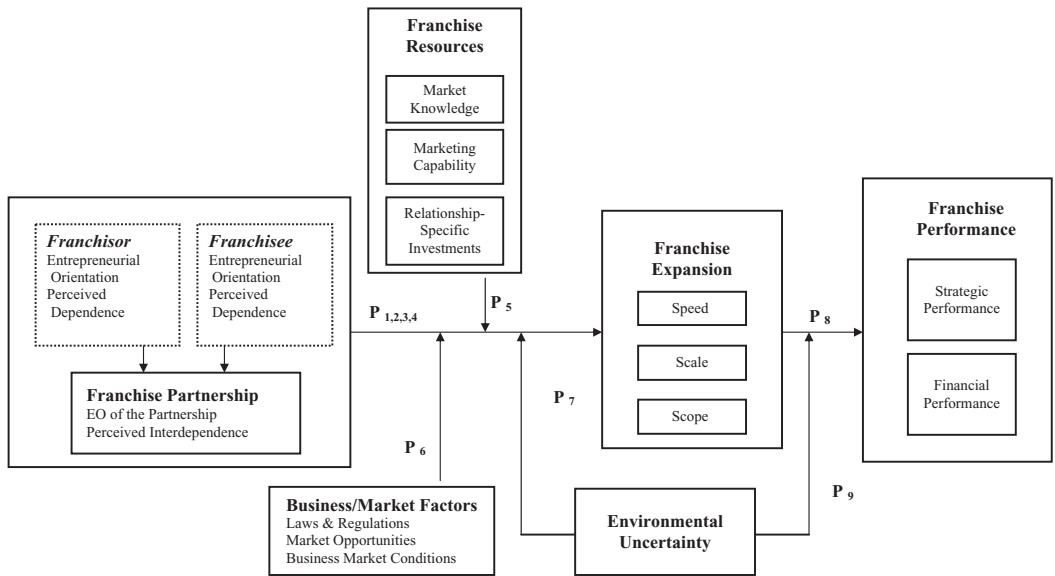 Franchise
Resources
Market
Knowledge
Marketing
Capability
Relationship-
Specific
Investments
Franchisor
Entrepreneurial
Orientation
Perceived
Dependence
Franchisee
Entrepreneurial
Orientation
Perceived
Dependence
Franchise Partnership
EO of the Partnership
Perceived Interdependence
P 1,2,3,4
P 5
P 6
P 7
Business/Market Factors
Laws & Regulations
Market Opportunities
Business Market Conditions
Franchise
Expansion
Speed
Scale
Scope
Environmental
Uncertainty
P 8
P 9
Franchise
Performance
Strategic
Performance
Financial
Performance